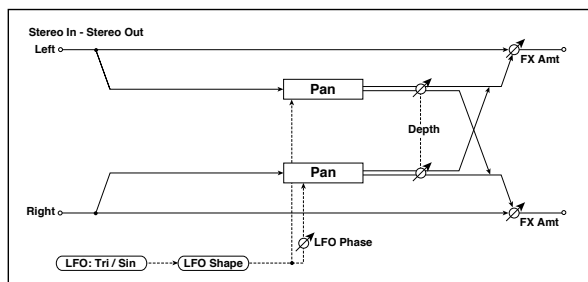 Stereo In - Stereo Out
Left
FX Amt
Pan
Depth
Pan
Right
FX Amt
LFO Phase
LFO: Tri / Sin
LFO Shape